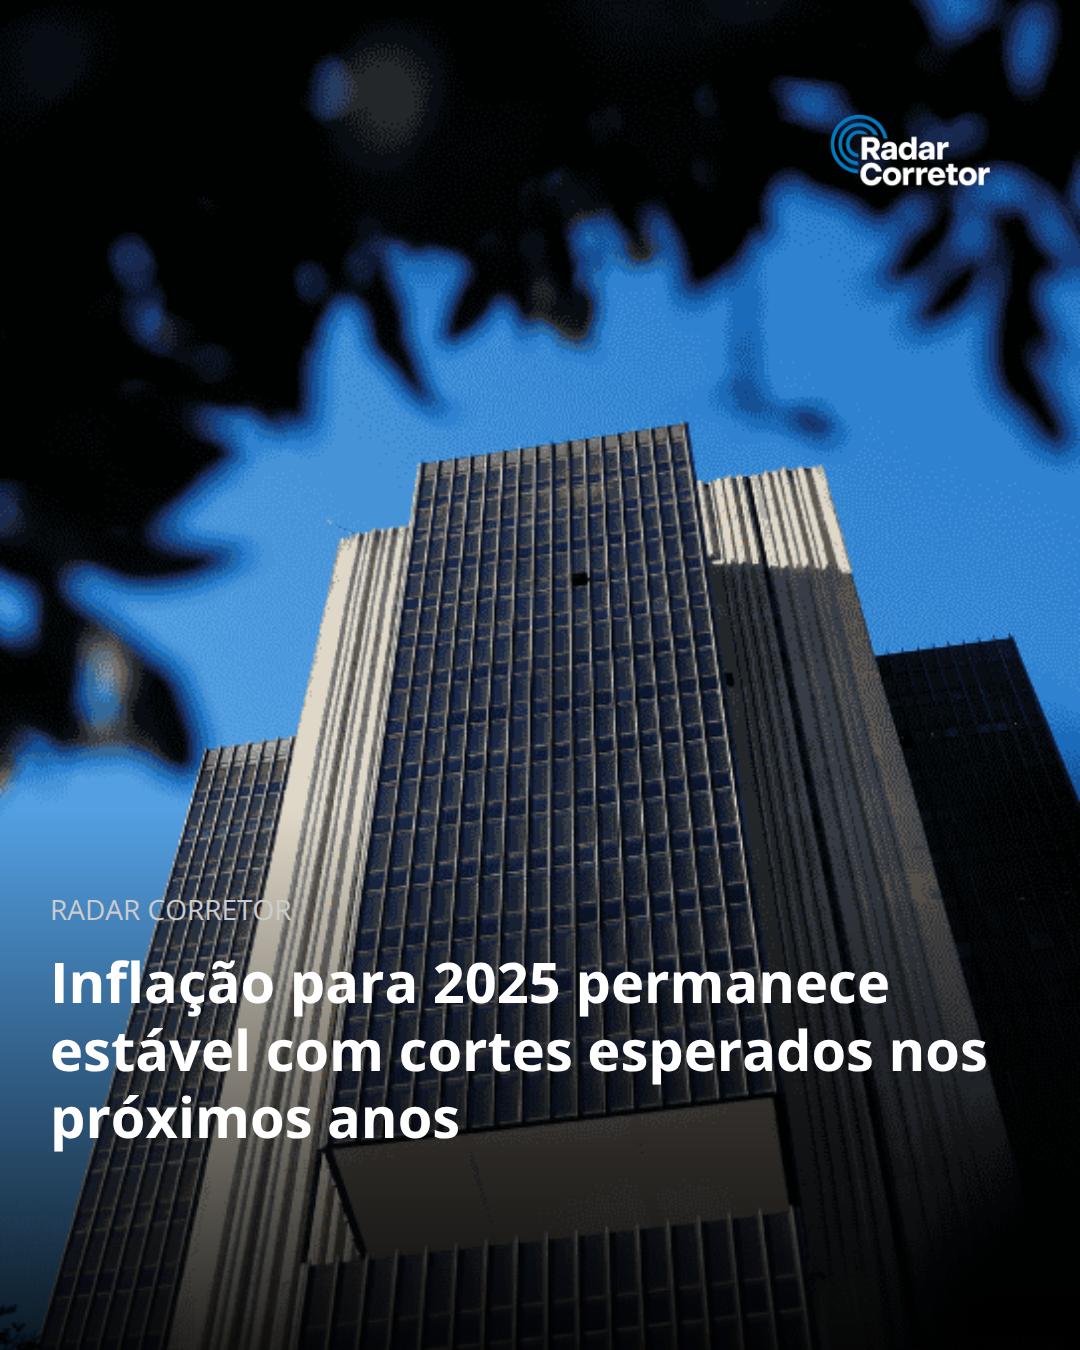 Radar
Corretor
RADAR CORRETOR
Inflação para 2025 permanece
estável com cortes esperados nos
próximos anos